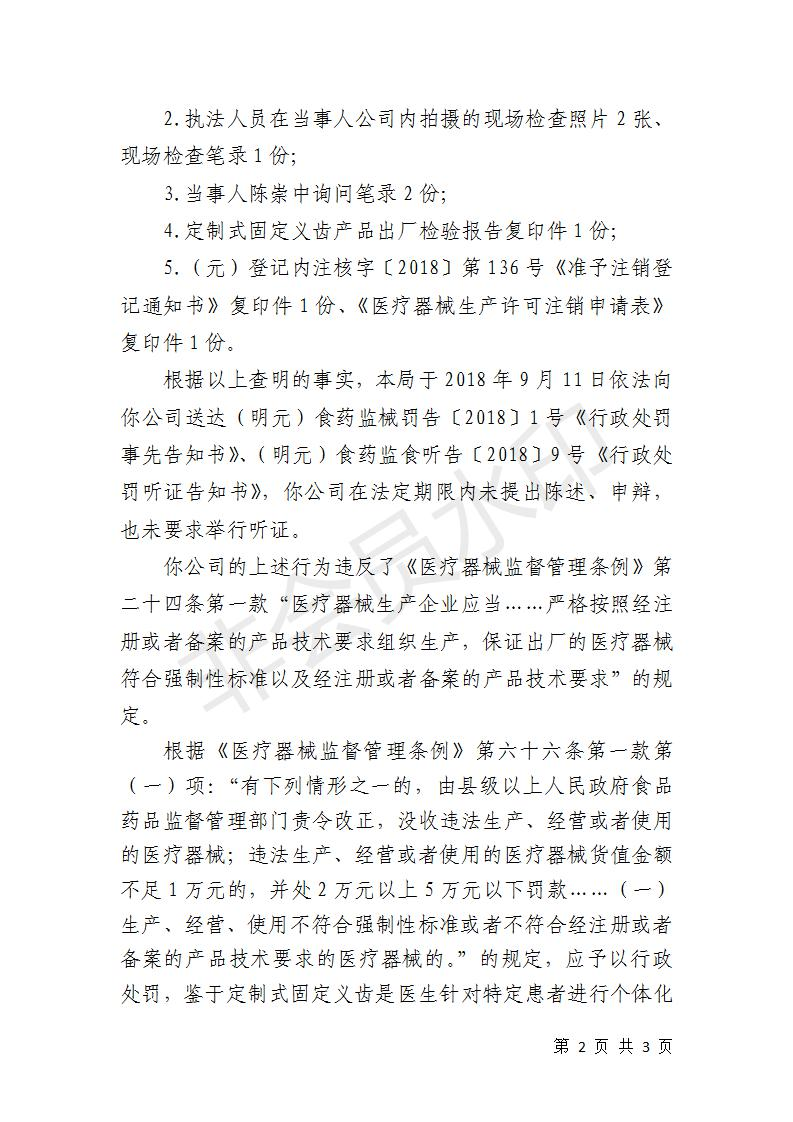 2.执法人员在当事人公司内拍摄的现场检查照片 2 张、
现场检查笔录 1 份;
3.当事人陈崇中询问笔录 2 份;
4.定制式固定义齿产品出厂检验报告复印件 1 份;
5.（元）登记内注核字〔2018〕第 136 号《准予注销登
记通知书》复印件 1 份、《医疗器械生产许可注销申请表》
复印件 1 份。
根据以上查明的事实，本局于 2018 年 9 月 11 日依法向
你公司送达（明元）食药监械罚告〔2018〕1 号《行政处罚
事先告知书》、（明元）食药监食听告〔2018〕9 号《行政处
罚听证告知书》，你公司在法定期限内未提出陈述、申辩，
也未要求举行听证。
你公司的上述行为违反了《医疗器械监督管理条例》第
二十四条第一款“医疗器械生产企业应当……严格按照经注
册或者备案的产品技术要求组织生产，保证出厂的医疗器械
符合强制性标准以及经注册或者备案的产品技术要求”的规
定。
根据《医疗器械监督管理条例》第六十六条第一款第
（一）项：“有下列情形之一的，由县级以上人民政府食品
药品监督管理部门责令改正，没收违法生产、经营或者使用
的医疗器械；违法生产、经营或者使用的医疗器械货值金额
不足 1 万元的，并处 2 万元以上 5 万元以下罚款……（一）
生产、经营、使用不符合强制性标准或者不符合经注册或者
备案的产品技术要求的医疗器械的。”的规定，应予以行政
处罚，鉴于定制式固定义齿是医生针对特定患者进行个体化
第 2 页 共 3 页
非会员水印